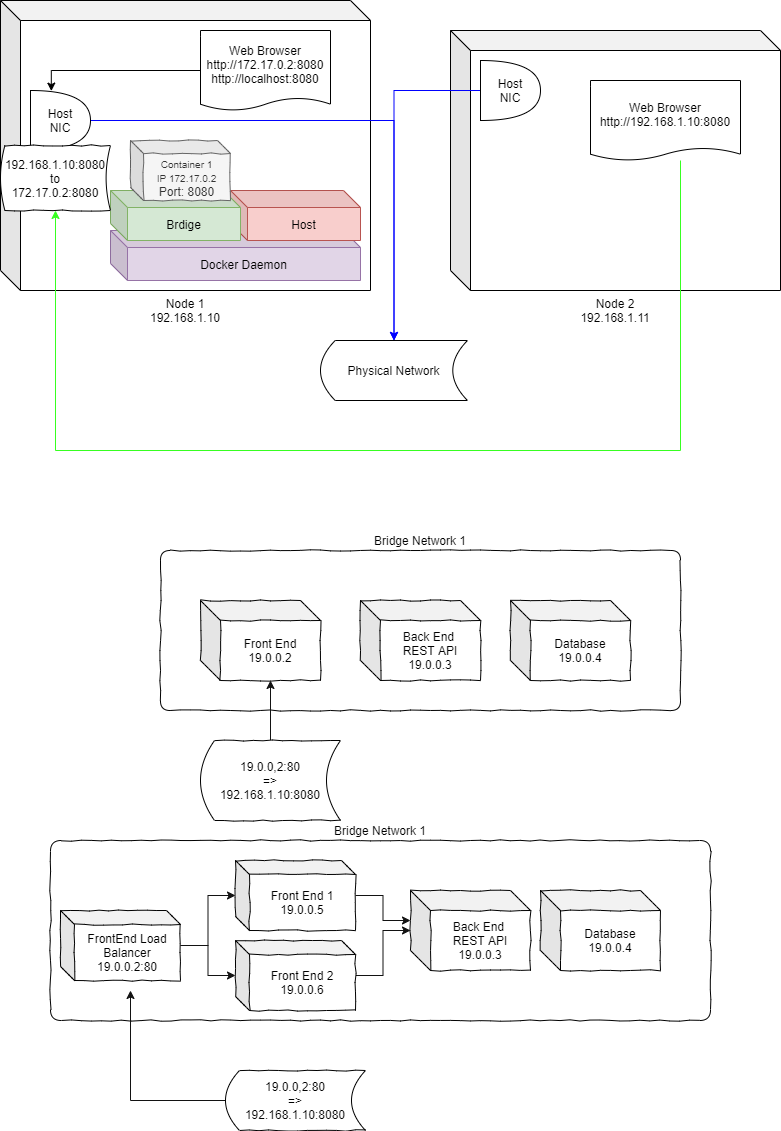 Web Browser
http://172.17.0.2:8080
http://localhost:8080
Host
NIC
192.168.1.10:8080
to
172.17.0.2:8080
Container 1
IP 172.17.0.2
Port: 8080
Brdige
Host
Docker Daemon
Node 1
192.168.1.10
Host
NIC
Web Browser
http://192.168.1.10:8080
Node 2
192.168.1.11
Physical Network
Bridge Network 1
Front End
19.0.0.2
Back End
REST API
19.0.0.3
Database
19.0.0.4
19.0.0,2:80
=>
192.168.1.10:8080
Bridge Network 1
FrontEnd Load
Balancer
19.0.0.2:80
Front End 1
19.0.0.5
Front End 2
19.0.0.6
Back End
REST API
19.0.0.3
Database
19.0.0.4
19.0.0,2:80
=>
192.168.1.10:8080